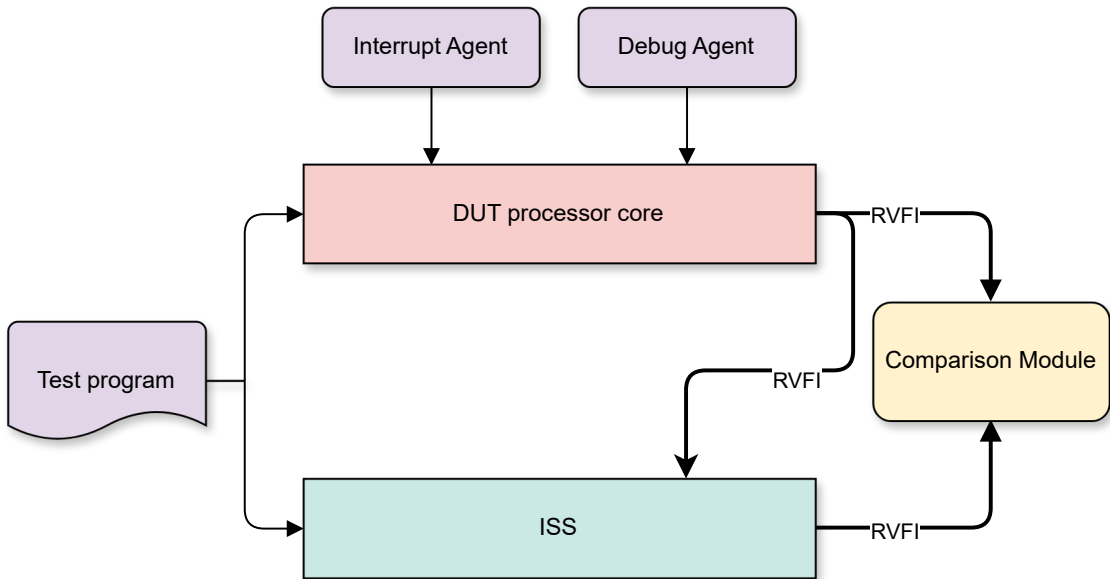 Interrupt Agent
Debug Agent
DUT processor core
RVFI
Comparison Module
Test program
RVFI
ISS
RVFI